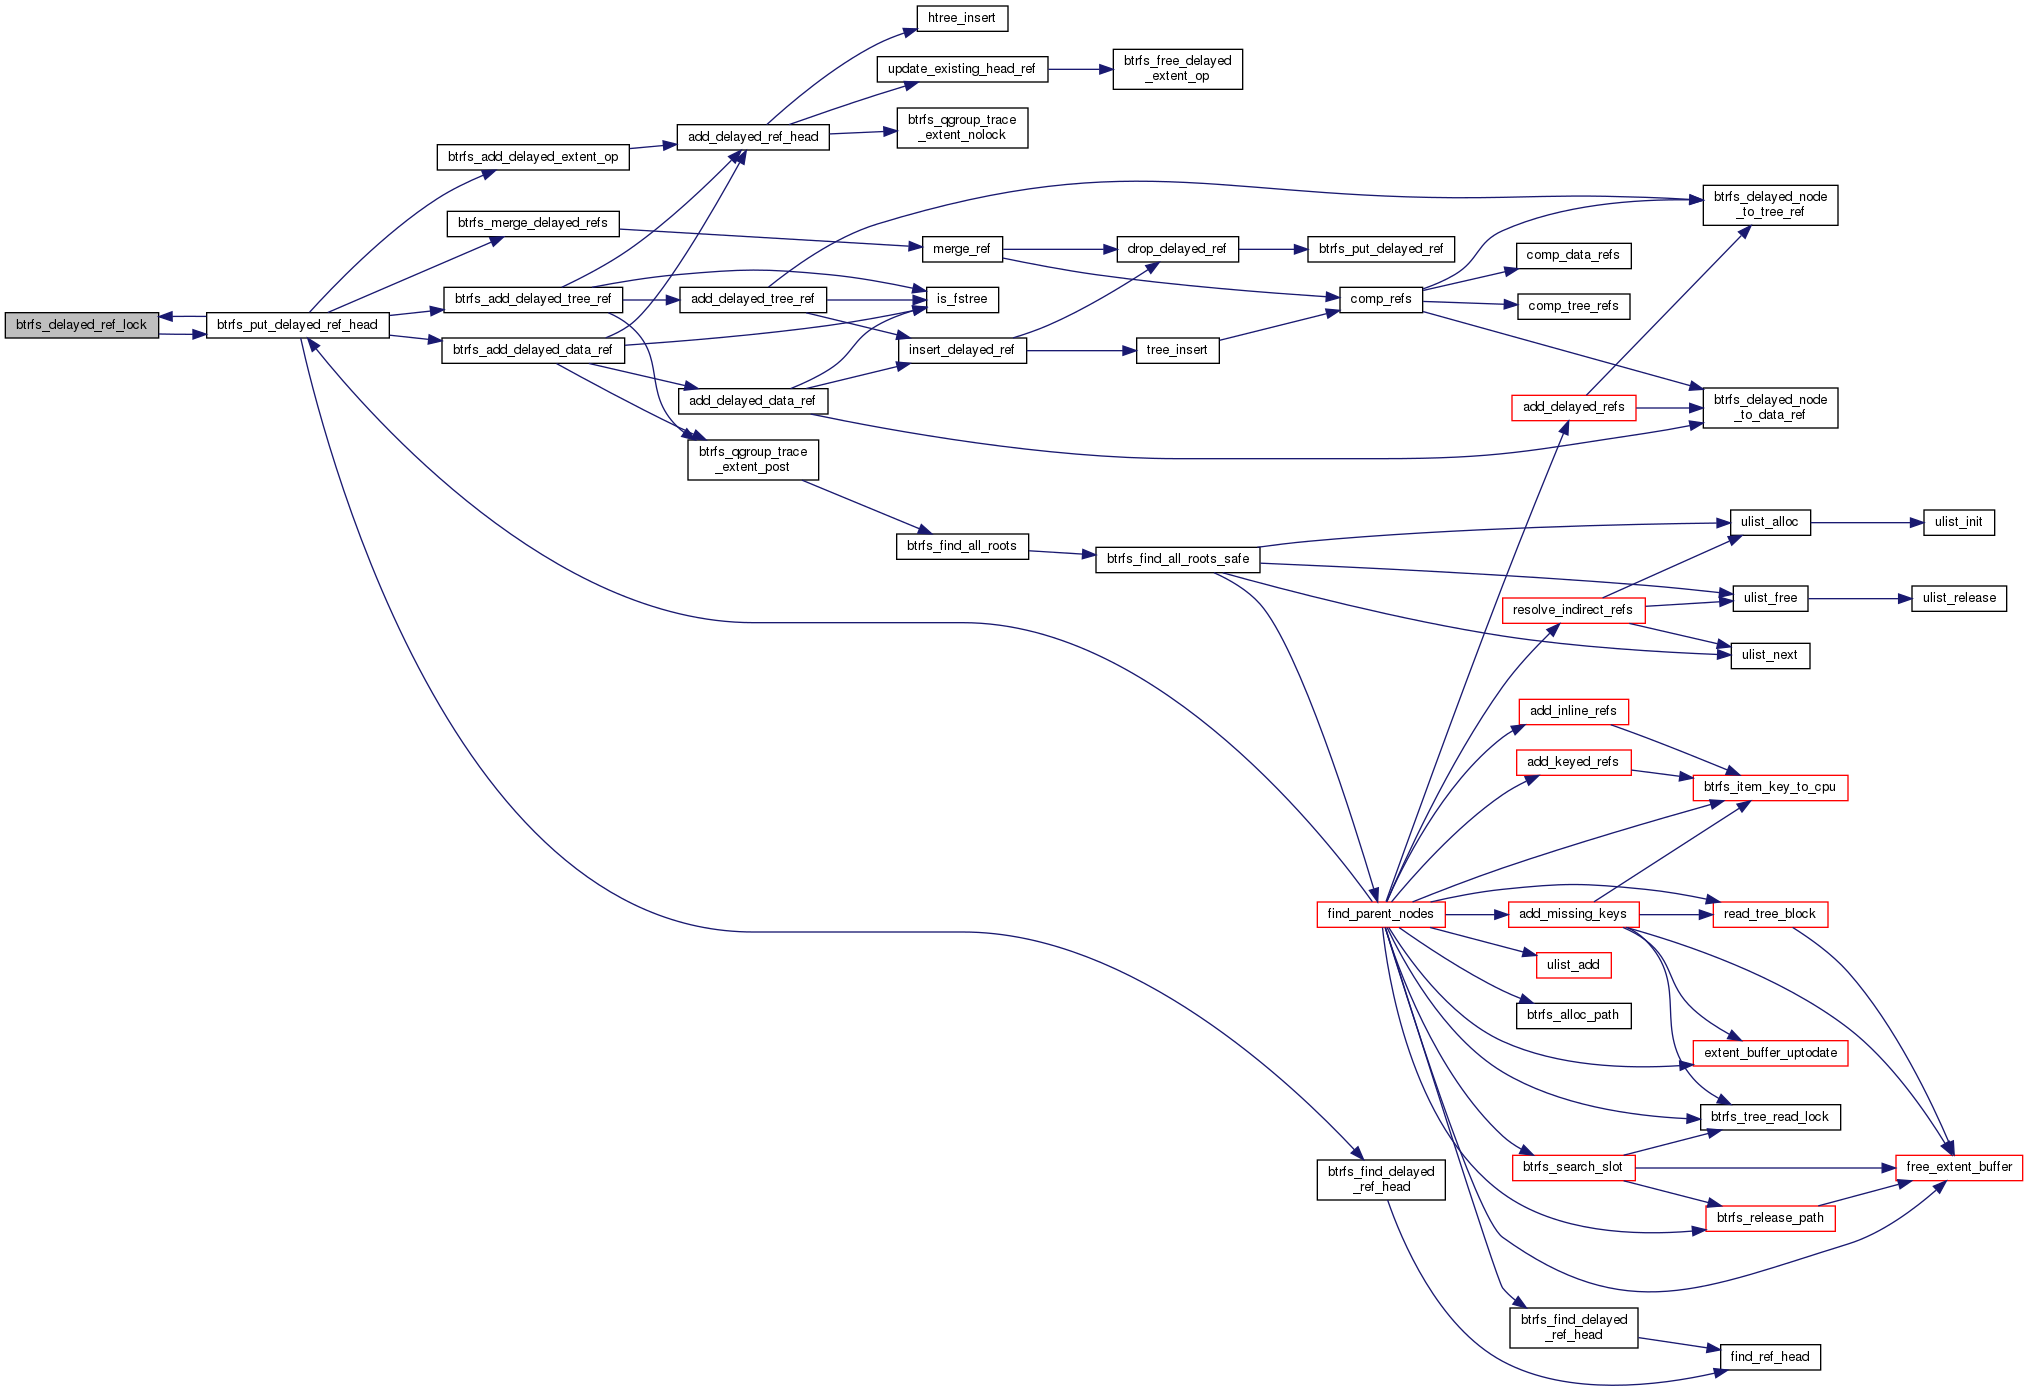 htree_insert
update_existing_head_ref
btrfs_free_delayed
_extent_op
btrfs_qgroup_trace
_extent_nolock
add_delayed_ref_head
btrfs_add_delayed_extent_op
btrfs_delayed_node
_to_tree_ref
btrfs_merge_delayed_refs
merge_ref
drop_delayed_ref
btrfs_put_delayed_ref
comp_data_refs
btrfs_add_delayed_tree_ref
add_delayed_tree_ref
is_fstree
comp_refs
comp_tree_refs
btrfs_delayed_ref_lock
btrfs_put_delayed_ref_head
btrfs_add_delayed_data_ref
insert_delayed_ref
tree_insert
add_delayed_data_ref
add_delayed_refs
btrfs_delayed_node
_to_data_ref
btrfs_qgroup_trace
_extent_post
ulist_alloc
ulist_init
btrfs_find_all_roots
btrfs_find_all_roots_safe
resolve_indirect_refs
ulist_free
ulist_release
ulist_next
add_inline_refs
add_keyed_refs
btrfs_item_key_to_cpu
find_parent_nodes
add_missing_keys
read_tree_block
ulist_add
btrfs_alloc_path
extent_buffer_uptodate
btrfs_tree_read_lock
btrfs_search_slot
free_extent_buffer
btrfs_find_delayed
_ref_head
btrfs_release_path
btrfs_find_delayed
_ref_head
find_ref_head